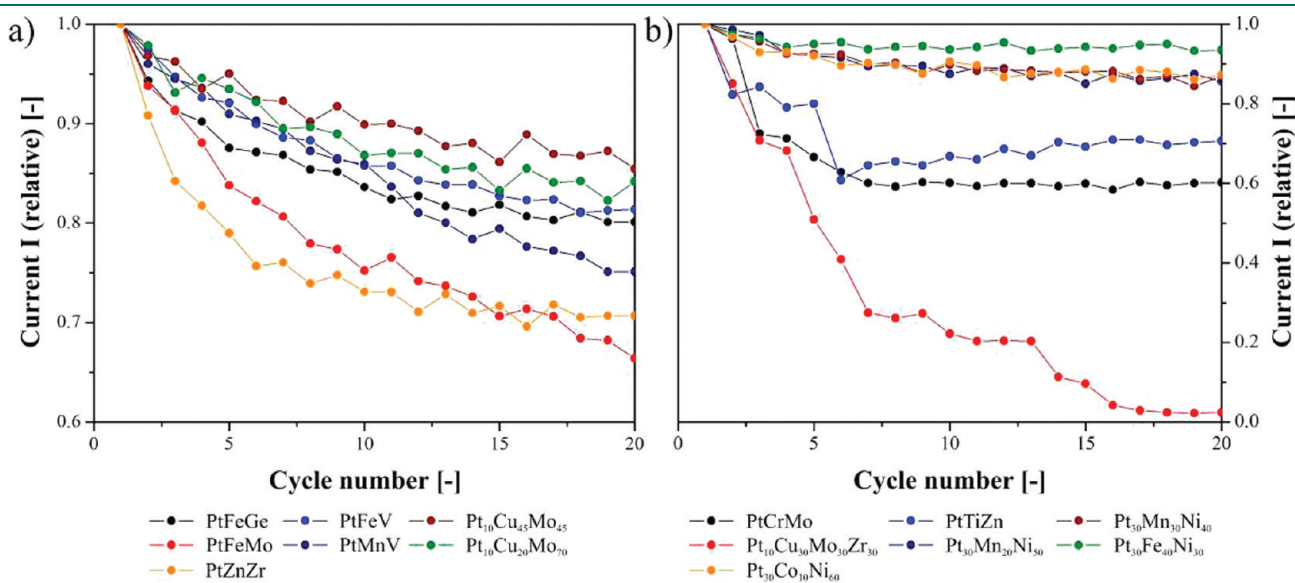 a)
1.0
0.9
0.8
0.7
0.6
Current I (relative) [-]
0
5
10
15
20
Cycle number [-]
PtFeGe
PtFeV
Pt₁₀Cu₄₅Mo₄₅
PtFeMo
PtMnV
Pt₁₀Cu₂₀Mo₇₀
PtZnZr
b)
1.0
0.8
0.6
0.4
0.2
0.0
Current I (relative) [-]
0
5
10
15
20
Cycle number [-]
PtCrMo
PtTiZn
Pt₃₀Mn₃₀Ni₄₀
Pt₁₀Cu₃₀Mo₃₀Zr₃₀
Pt₃₀Mn₂₀Ni₅₀
Pt₃₀Fe₄₀Ni₃₀
Pt₃₀Co₁₀Ni₆₀